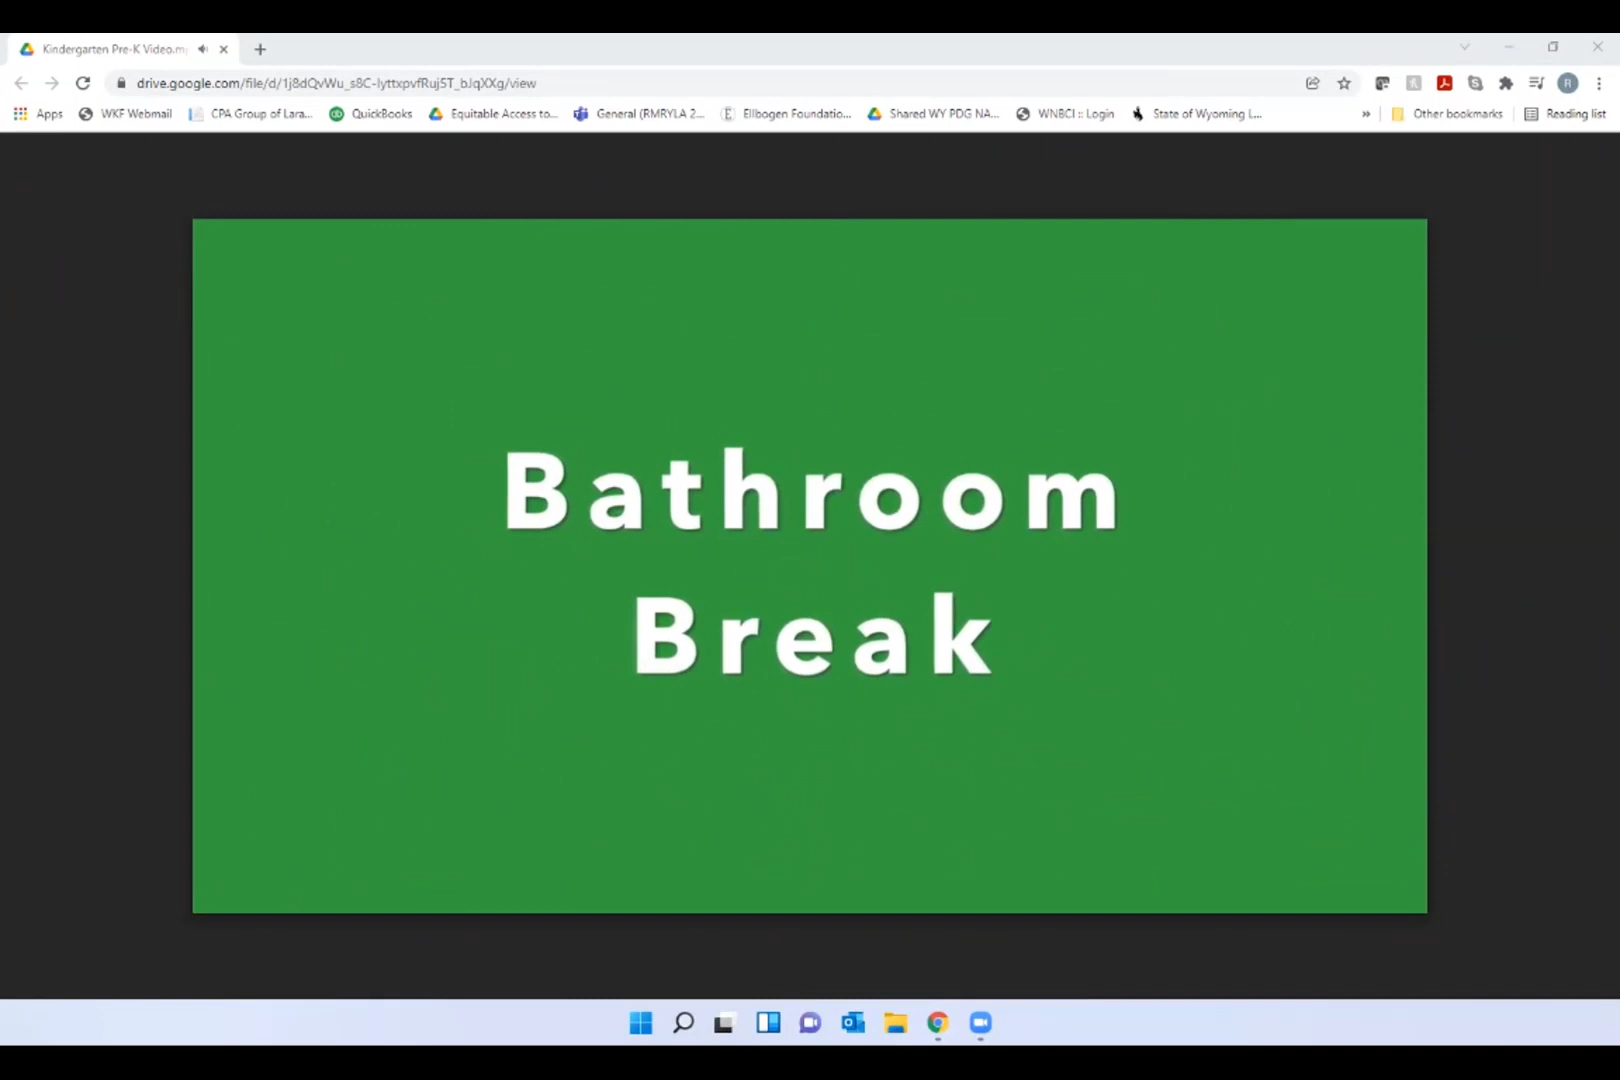 Kindergarten Pre-K Video.m
drive.google.com/file/d/1j8dQvWu_s8C-lyttxpvfRuj5T_bJqXXg/view
Apps WKF Webmail CPA Group of Lara... QuickBooks Equitable Access to... General (RMRYLA 2... Ellbogen Foundatio... Shared WY PDG NA... WNBCI :: Login State of Wyoming L... » Other bookmarks Reading list
Bathroom
Break